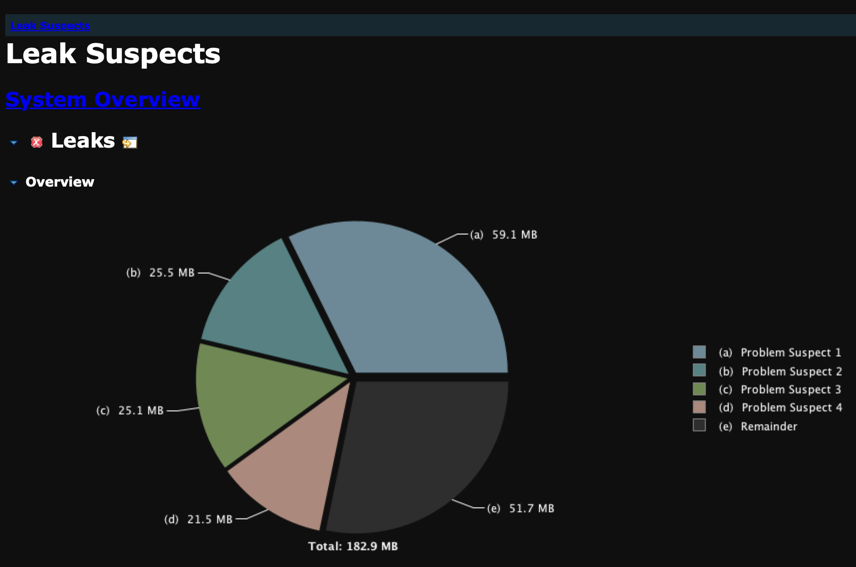 Leak Suspects
Leak Suspects
System Overview
Leaks
Overview
(a) 59.1 MB
(b) 25.5 MB
(c) 25.1 MB
(d) 21.5 MB
(e) 51.7 MB
Total: 182.9 MB
(a) Problem Suspect 1
(b) Problem Suspect 2
(c) Problem Suspect 3
(d) Problem Suspect 4
(e) Remainder